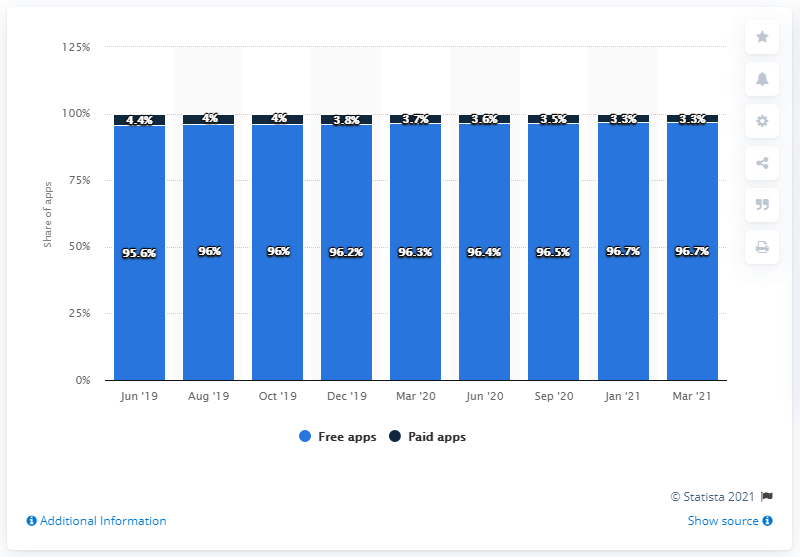 125%
100%
75%
50%
25%
0%
Share of apps
4.4% 4% 4% 3.8% 3.7% 3.6% 3.5% 3.3% 3.3%
95.6% 96% 96% 96.2% 96.3% 96.4% 96.5% 96.7% 96.7%
Jun '19 Aug '19 Oct '19 Dec '19 Mar '20 Jun '20 Sep '20 Jan '21 Mar '21
Free apps Paid apps
© Statista 2021
Additional Information Show source